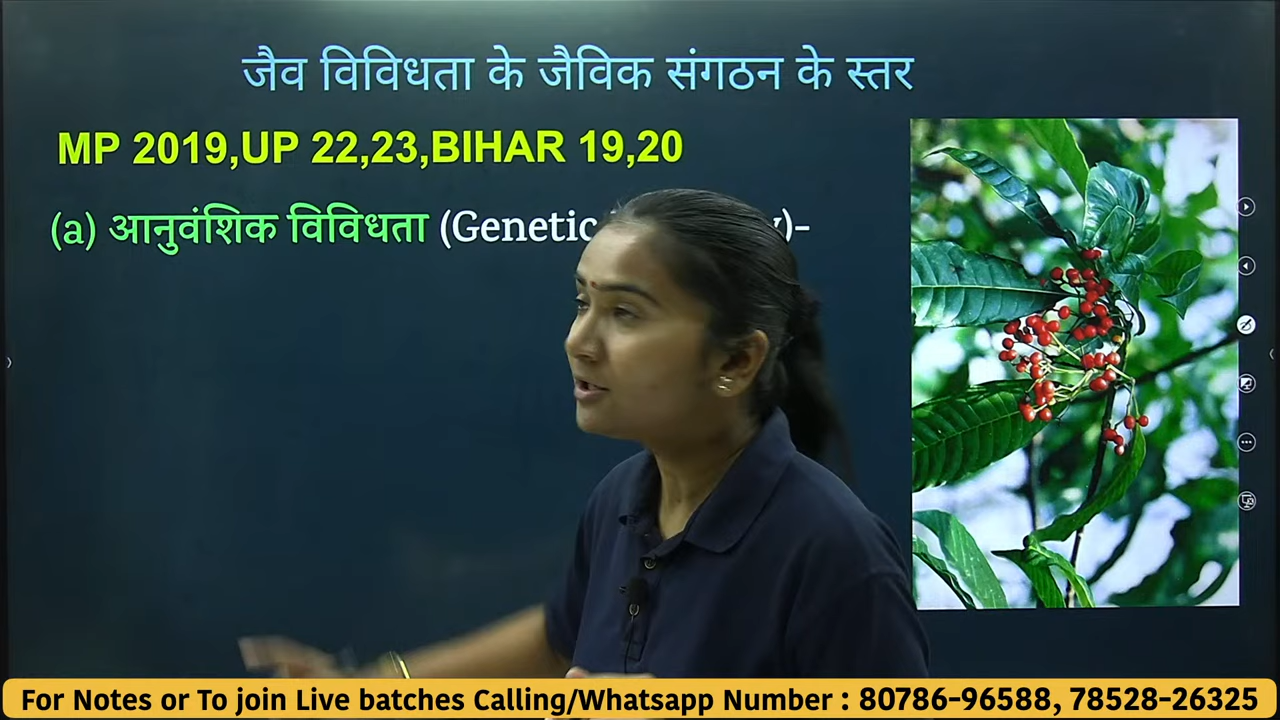 जैव विविधता के जैविक संगठन के स्तर
MP 2019,UP 22,23,BIHAR 19,20
(a) आनुवंशिक विविधता (Genetic )-
For Notes or To join Live batches Calling/Whatsapp Number : 80786-96588, 78528-26325